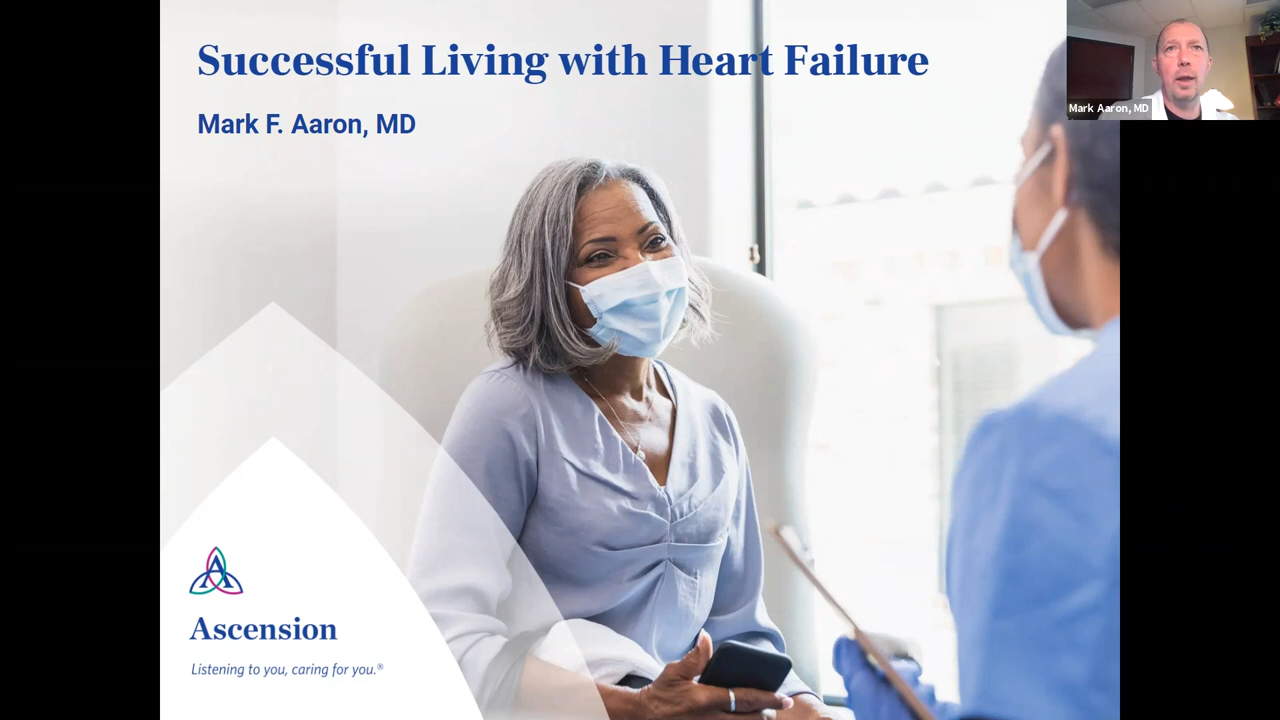 Successful Living with Heart Failure
Mark F. Aaron, MD
Mark Aaron, MD
Ascension
Listening to you, caring for you.®